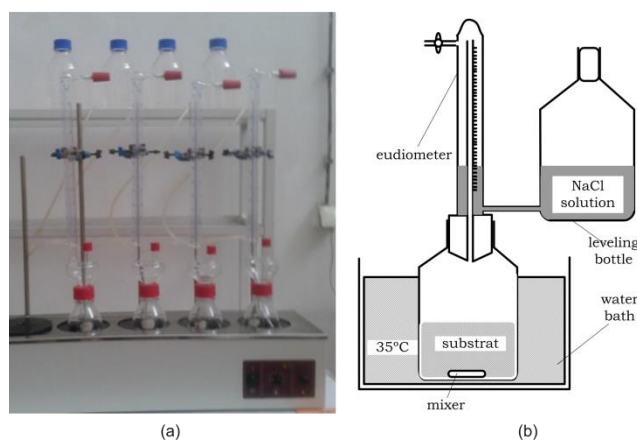 eudiometer
NaCl
solution
leveling
bottle
water
bath
35°C
substrat
mixer
(a)
(b)